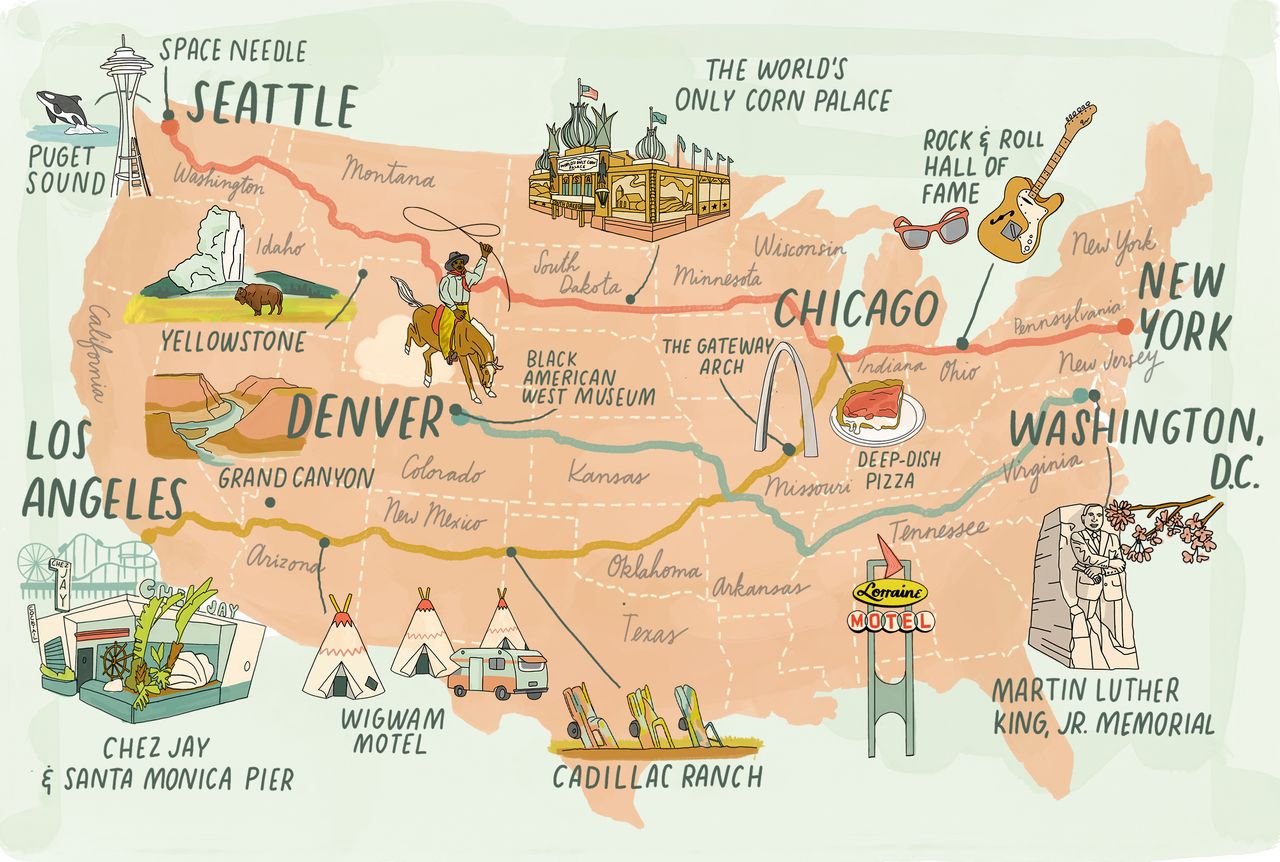 SPACE NEEDLE
SEATTLE
PUGET
SOUND
Washington
Montana
THE WORLD'S
ONLY CORN PALACE
ROCK & ROLL
HALL OF
FAME
Idaho
South
Dakota
Minnesota
Wisconsin
New York
NEW
YORK
YELLOWSTONE
CHICAGO
Pennsylvania
New Jersey
California
THE GATEWAY
ARCH
Indiana
Ohio
BLACK
AMERICAN
WEST MUSEUM
DENVER
WASHINGTON,
D.C.
LOS
ANGELES
GRAND CANYON
Colorado
Kansas
Missouri
DEEP-DISH
PIZZA
Virginia
New Mexico
Tennessee
Arizona
Oklahoma
Arkansas
Texas
CHEZ
JAY
CHEZ JAY
Lorraine
MOTEL
WIGWAM
MOTEL
CADILLAC RANCH
MARTIN LUTHER
KING, JR. MEMORIAL
CHEZ JAY
& SANTA MONICA PIER